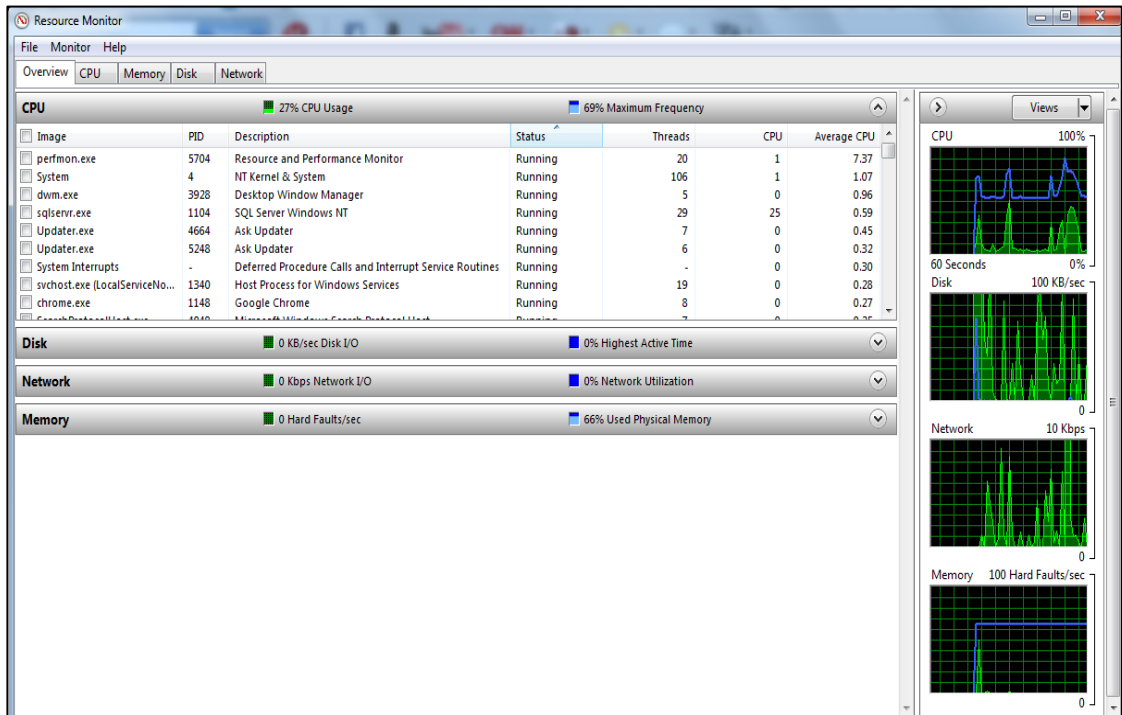 Resource Monitor
File Monitor Help
Overview CPU Memory Disk Network
CPU 27% CPU Usage 69% Maximum Frequency
Image PID Description Status Threads CPU Average CPU
perfmon.exe 5704 Resource and Performance Monitor Running 20 1 7.37
System 4 NT Kernel & System Running 106 1 1.07
dwm.exe 3928 Desktop Window Manager Running 5 0 0.96
sqlservr.exe 1104 SQL Server Windows NT Running 29 25 0.59
Updater.exe 4664 Ask Updater Running 7 0 0.45
Updater.exe 5248 Ask Updater Running 6 0 0.32
System Interrupts - Deferred Procedure Calls and Interrupt Service Routines Running - 0 0.30
svchost.exe (LocalServiceNo... 1340 Host Process for Windows Services Running 19 0 0.28
chrome.exe 1148 Google Chrome Running 8 0 0.27
Disk 0 KB/sec Disk I/O 0% Highest Active Time
Network 0 Kbps Network I/O 0% Network Utilization
Memory 0 Hard Faults/sec 66% Used Physical Memory
Views
CPU 100%
60 Seconds 0%
Disk 100 KB/sec
0
Network 10 Kbps
0
Memory 100 Hard Faults/sec
0